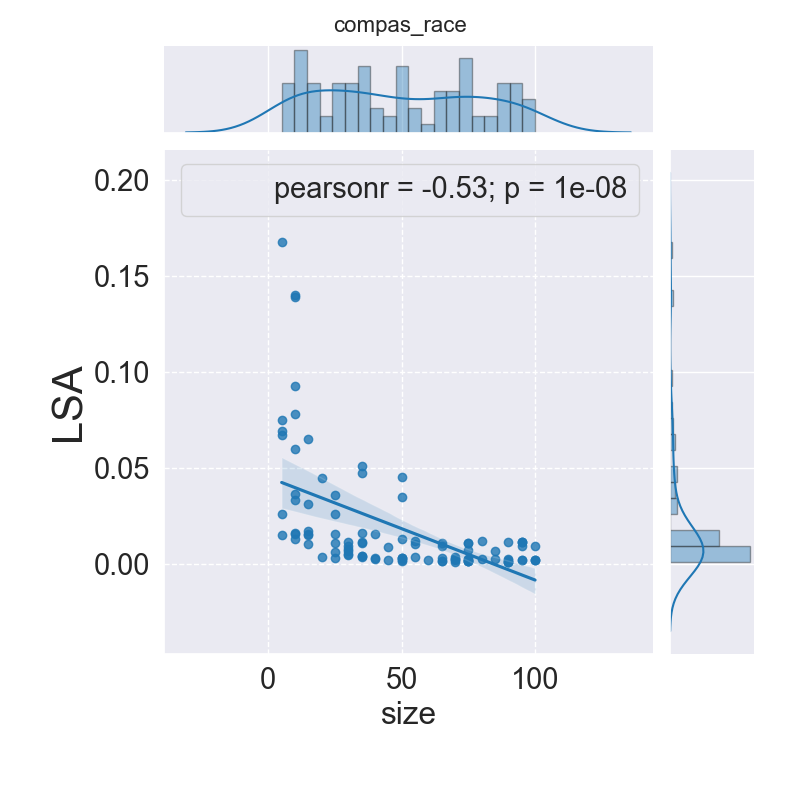 compas_race
pearsonr = -0.53; p = 1e-08
0.20
0.15
0.10
0.05
0.00
LSA
0 50 100
size